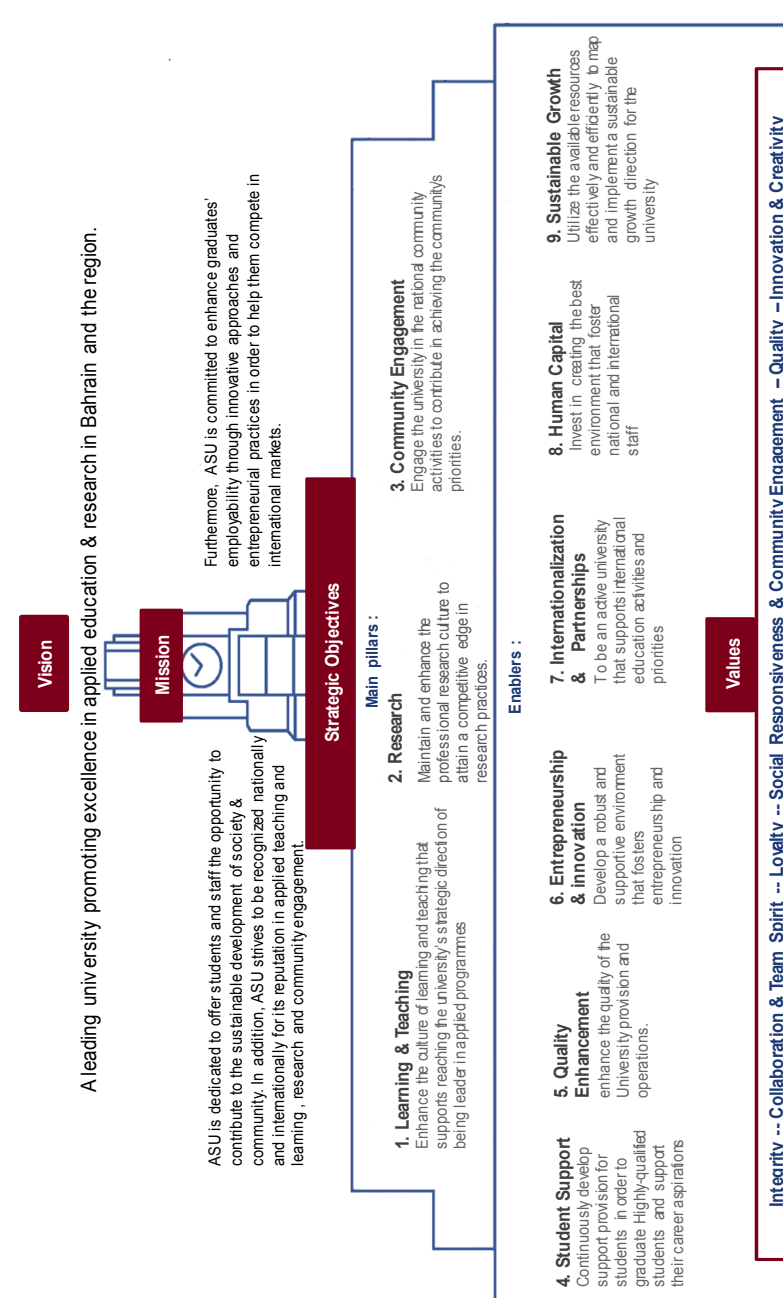 Vision
A leading university promoting excellence in applied education & research in Bahrain and the region.
Mission
ASU is dedicated to offer students and staff the opportunity to
contribute to the sustainable development of society &
community. In addition, ASU strives to be recognized nationally
and internationally for its reputation in applied teaching and
learning , research and community engagement.
Furthermore, ASU is committed to enhance graduates'
employability through innovative approaches and
entrepreneurial practices in order to help them compete in
international markets.
Strategic Objectives
Main pillars :
1. Learning & Teaching
Enhance the culture of learning and teaching that
supports reaching the university's strategic direction of
being leader in applied programmes
2. Research
Maintain and enhance the
professional research culture to
attain a competitive edge in
research practices.
3. Community Engagement
Engage the university in the national community
activities to contribute in achieving the community's
priorities.
Enablers :
4. Student Support
Continuously develop
support provision for
students in order to
graduate Highly-qualified
students and support
their career aspirations
5. Quality
Enhancement
enhance the quality of the
University provision and
operations.
6. Entrepreneurship
& innovation
Develop a robust and
supportive environment
that fosters
entrepreneurship and
innovation
7. Internationalization
& Partnerships
To be an active university
that supports international
education activities and
priorities
8. Human Capital
Invest in creating the best
environment that foster
national and international
staff
9. Sustainable Growth
Utilize the available resources
effectively and efficiently to map
and implement a sustainable
growth direction for the
university
Values
Integrity -- Collaboration & Team Spirit -- Loyalty -- Social Responsiveness & Community Engagement – Quality – Innovation & Creativity